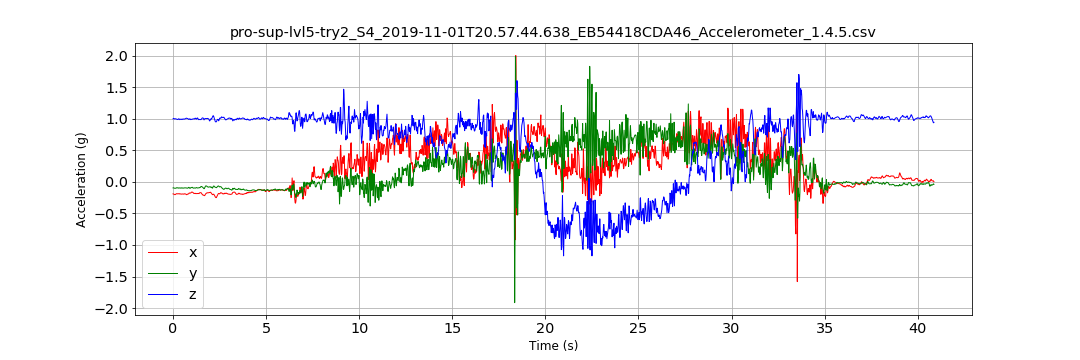 pro-sup-lvl5-try2_S4_2019-11-01T20.57.44.638_EB54418CDA46_Accelerometer_1.4.5.csv
2.0
1.5
1.0
0.5
0.0
−0.5
−1.0
−1.5
−2.0
Acceleration (g)
x
y
z
0 5 10 15 20 25 30 35 40
Time (s)